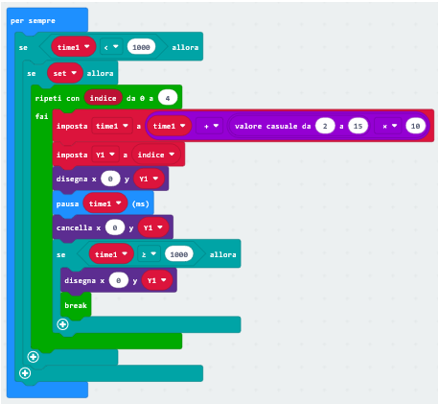 per sempre
se time1 < 1000 allora
se set allora
ripeti con indice da 0 a 4
fai
imposta time1 a time1 + valore casuale da 2 a 15 × 10
imposta Y1 a indice
disegna x 0 y Y1
pausa time1 (ms)
cancella x 0 y Y1
se time1 ≥ 1000 allora
disegna x 0 y Y1
break